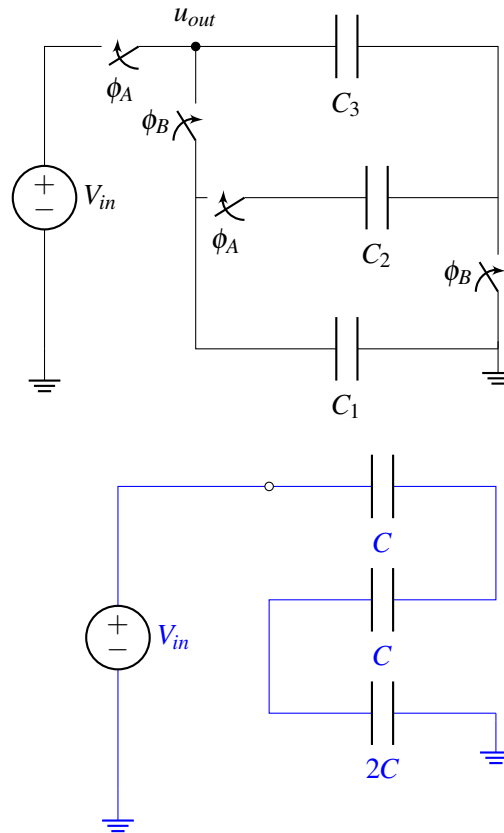 u_out
ϕ_A
C_3
ϕ_B
+
−
V_in
ϕ_A
C_2
ϕ_B
C_1
C
+
−
V_in
C
2C